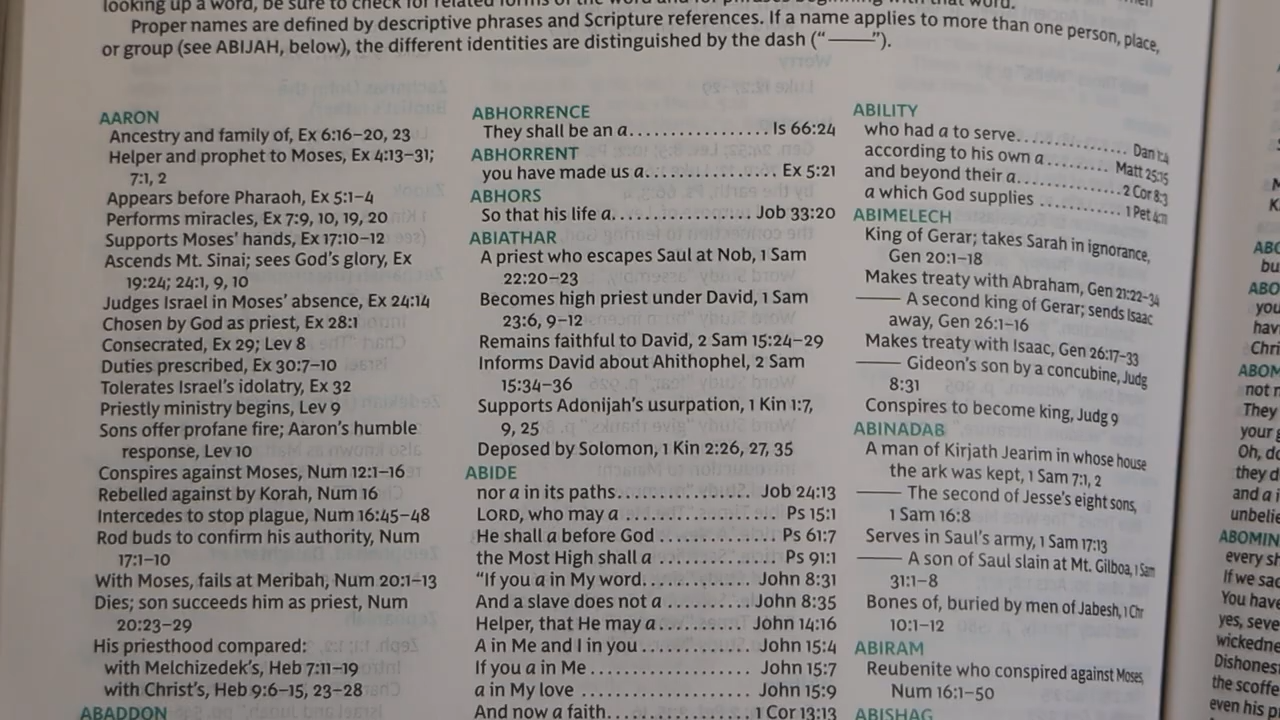 looking up a word, be sure to check for related forms of the word and for phrases beginning with that word.
Proper names are defined by descriptive phrases and Scripture references. If a name applies to more than one person, place,
or group (see ABIJAH, below), the different identities are distinguished by the dash (“——”).
AARON
Ancestry and family of, Ex 6:16–20, 23
Helper and prophet to Moses, Ex 4:13–31;
7:1, 2
Appears before Pharaoh, Ex 5:1–4
Performs miracles, Ex 7:9, 10, 19, 20
Supports Moses’ hands, Ex 17:10–12
Ascends Mt. Sinai; sees God’s glory, Ex
19:24; 24:1, 9, 10
Judges Israel in Moses’ absence, Ex 24:14
Chosen by God as priest, Ex 28:1
Consecrated, Ex 29; Lev 8
Duties prescribed, Ex 30:7–10
Tolerates Israel’s idolatry, Ex 32
Priestly ministry begins, Lev 9
Sons offer profane fire; Aaron’s humble
response, Lev 10
Conspires against Moses, Num 12:1–16
Rebelled against by Korah, Num 16
Intercedes to stop plague, Num 16:45–48
Rod buds to confirm his authority, Num
17:1–10
With Moses, fails at Meribah, Num 20:1–13
Dies; son succeeds him as priest, Num
20:23–29
His priesthood compared:
with Melchizedek’s, Heb 7:11–19
with Christ’s, Heb 9:6–15, 23–28
ABADDON
ABHORRENCE
They shall be an a................. Is 66:24
ABHORRENT
you have made us a................ Ex 5:21
ABHORS
So that his life a................. Job 33:20
ABIATHAR
A priest who escapes Saul at Nob, 1 Sam
22:20–23
Becomes high priest under David, 1 Sam
23:6, 9–12
Remains faithful to David, 2 Sam 15:24–29
Informs David about Ahithophel, 2 Sam
15:34–36
Supports Adonijah’s usurpation, 1 Kin 1:7,
9, 25
Deposed by Solomon, 1 Kin 2:26, 27, 35
ABIDE
nor a in its paths................ Job 24:13
LORD, who may a .................. Ps 15:1
He shall a before God .............. Ps 61:7
the Most High shall a .............. Ps 91:1
“If you a in My word............. John 8:31
And a slave does not a .......... John 8:35
Helper, that He may a........... John 14:16
A in Me and I in you ............. John 15:4
If you a in Me ................... John 15:7
a in My love .................... John 15:9
And now a faith................. 1 Cor 13:13
ABILITY
who had a to serve................ Dan 1:4
according to his own a ......... Matt 25:15
and beyond their a............... 2 Cor 8:3
a which God supplies ........... 1 Pet 4:11
ABIMELECH
King of Gerar; takes Sarah in ignorance,
Gen 20:1–18
Makes treaty with Abraham, Gen 21:22–34
—— A second king of Gerar; sends Isaac
away, Gen 26:1–16
Makes treaty with Isaac, Gen 26:17–33
—— Gideon’s son by a concubine, Judg
8:31
Conspires to become king, Judg 9
ABINADAB
A man of Kirjath Jearim in whose house
the ark was kept, 1 Sam 7:1, 2
—— The second of Jesse’s eight sons,
1 Sam 16:8
Serves in Saul’s army, 1 Sam 17:13
—— A son of Saul slain at Mt. Gilboa, 1 Sam
31:1–8
Bones of, buried by men of Jabesh, 1 Chr
10:1–12
ABIRAM
Reubenite who conspired against Moses,
Num 16:1–50
ABISHAG